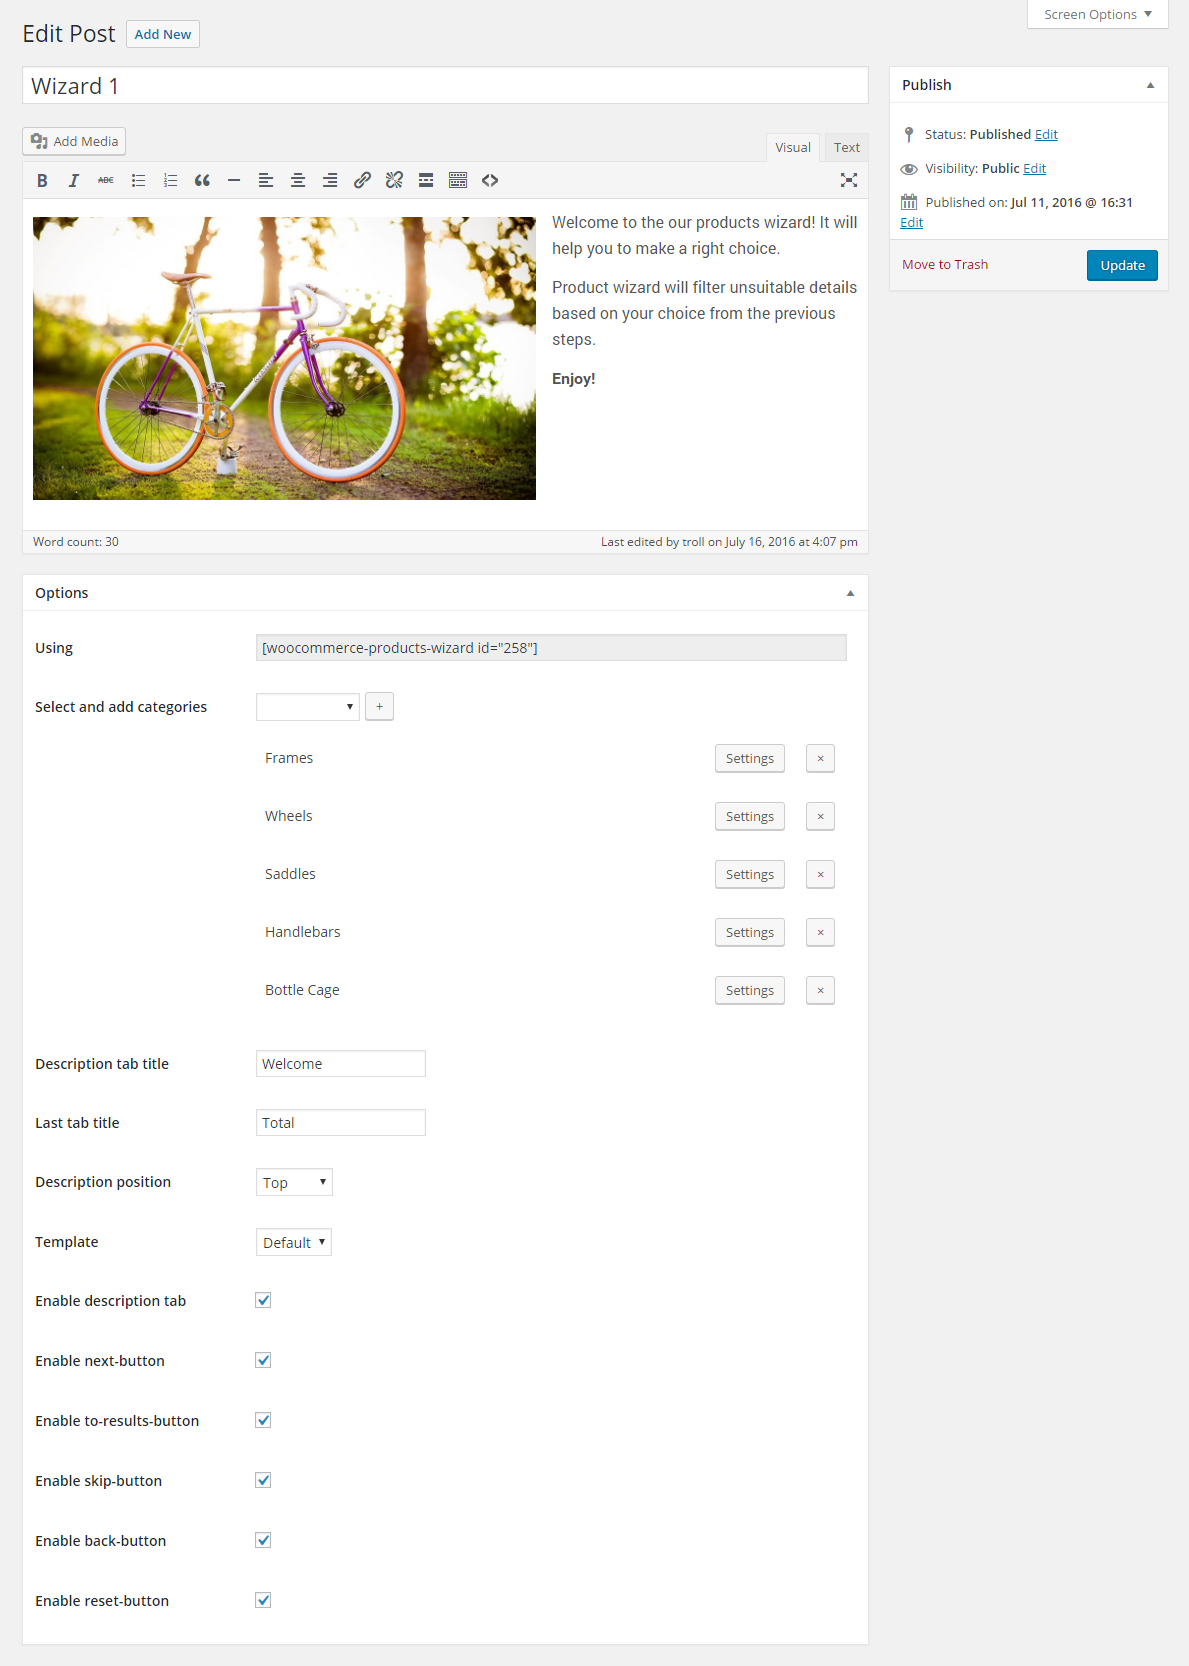 Screen Options
Edit Post Add New
Wizard 1
Publish
Add Media
Visual Text
Status: Published Edit
Visibility: Public Edit
Published on: Jul 11, 2016 @ 16:31
Edit
Move to Trash Update
B I ABC
Welcome to the our products wizard! It will
help you to make a right choice.
Product wizard will filter unsuitable details
based on your choice from the previous
steps.
Enjoy!
Word count: 30 Last edited by troll on July 16, 2016 at 4:07 pm
Options
Using [woocommerce-products-wizard id="258"]
Select and add categories +
Frames Settings ×
Wheels Settings ×
Saddles Settings ×
Handlebars Settings ×
Bottle Cage Settings ×
Description tab title Welcome
Last tab title Total
Description position Top
Template Default
Enable description tab
Enable next-button
Enable to-results-button
Enable skip-button
Enable back-button
Enable reset-button